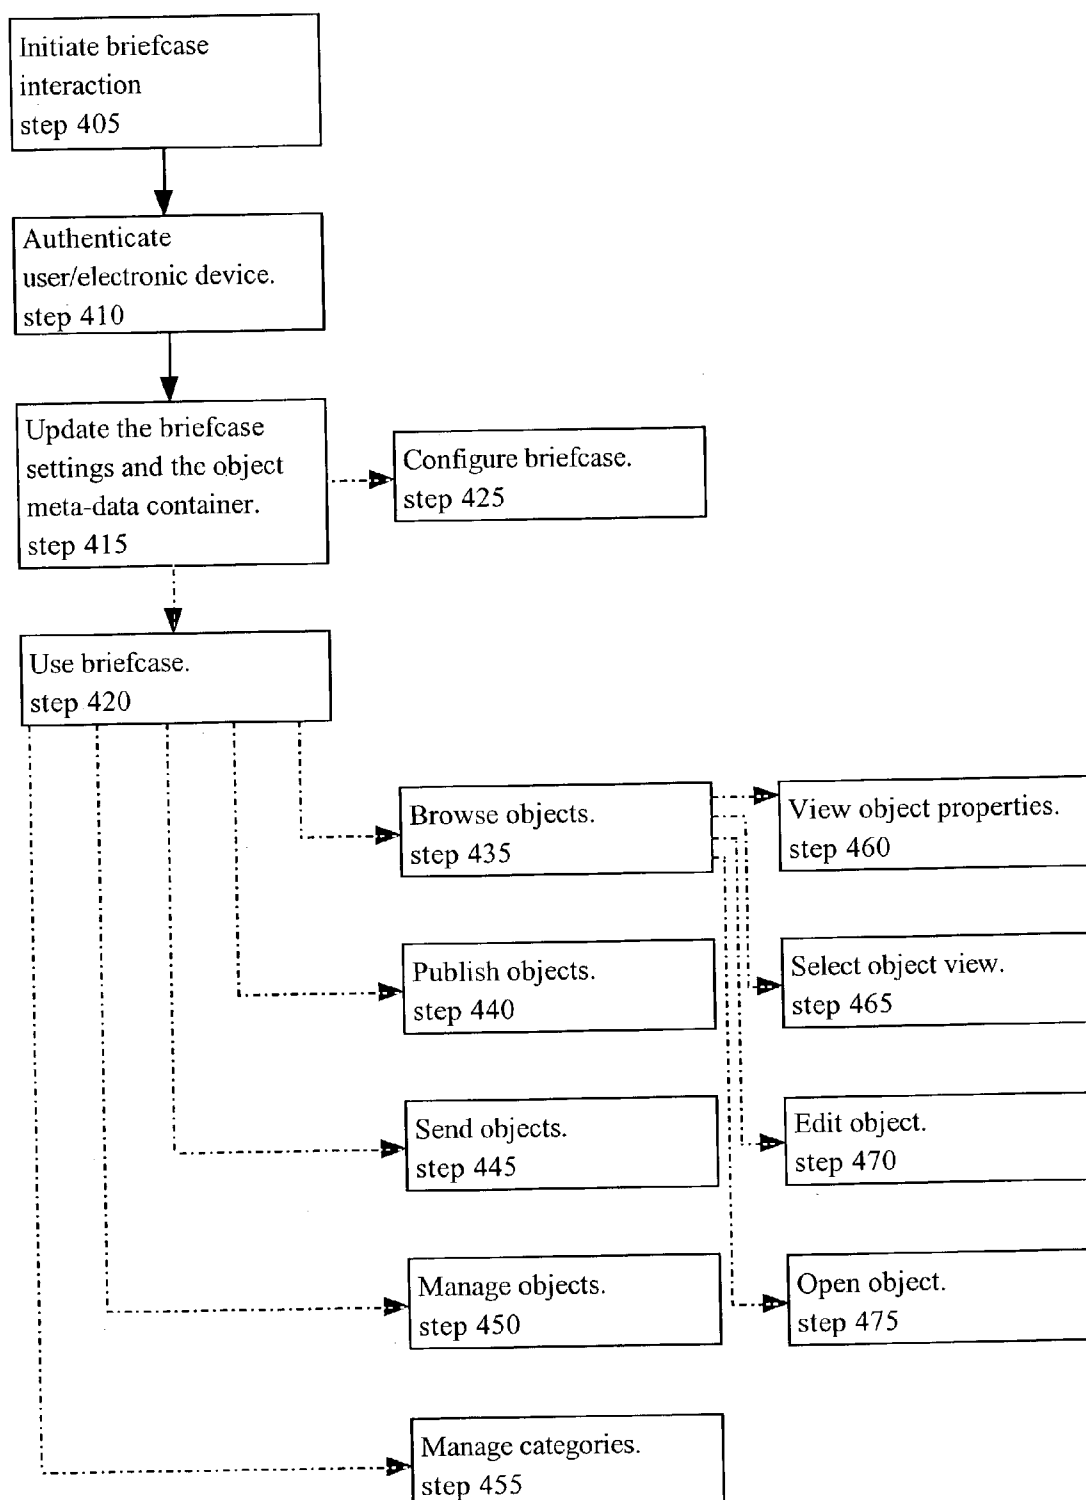 Initiate briefcase
interaction
step 405
Authenticate
user/electronic device.
step 410
Update the briefcase
settings and the object
meta-data container.
step 415
Configure briefcase.
step 425
Use briefcase.
step 420
Browse objects.
step 435
View object properties.
step 460
Publish objects.
step 440
Select object view.
step 465
Send objects.
step 445
Edit object.
step 470
Manage objects.
step 450
Open object.
step 475
Manage categories.
step 455